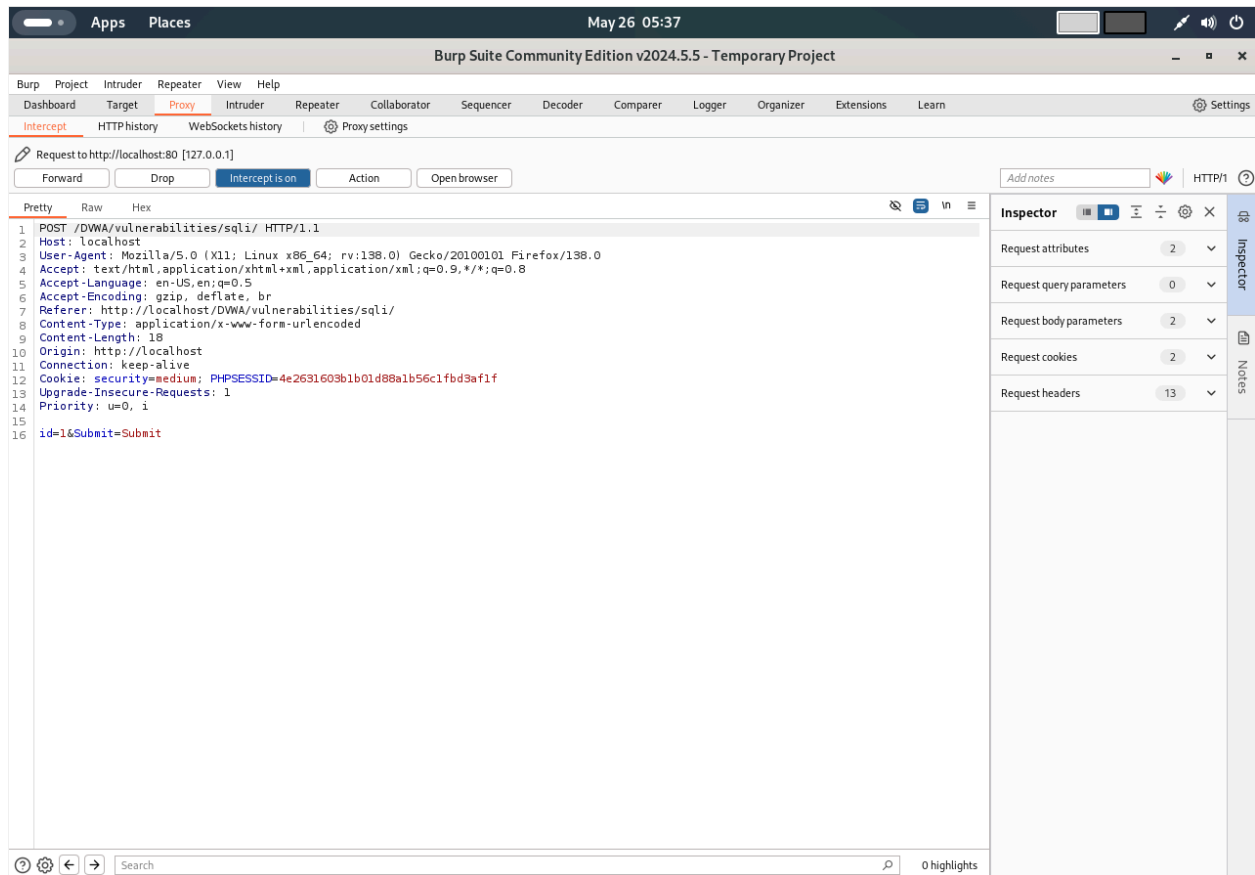 Apps Places May 26 05:37
Burp Suite Community Edition v2024.5.5 - Temporary Project
Burp Project Intruder Repeater View Help
Dashboard Target Proxy Intruder Repeater Collaborator Sequencer Decoder Comparer Logger Organizer Extensions Learn Settings
Intercept HTTP history WebSockets history Proxy settings
Request to http://localhost:80 [127.0.0.1]
Forward Drop Intercept is on Action Open browser Add notes HTTP/1
Pretty Raw Hex \n
1 POST /DVWA/vulnerabilities/sqli/ HTTP/1.1
2 Host: localhost
3 User-Agent: Mozilla/5.0 (X11; Linux x86_64; rv:138.0) Gecko/20100101 Firefox/138.0
4 Accept: text/html,application/xhtml+xml,application/xml;q=0.9,*/*;q=0.8
5 Accept-Language: en-US,en;q=0.5
6 Accept-Encoding: gzip, deflate, br
7 Referer: http://localhost/DVWA/vulnerabilities/sqli/
8 Content-Type: application/x-www-form-urlencoded
9 Content-Length: 18
10 Origin: http://localhost
11 Connection: keep-alive
12 Cookie: security=medium; PHPSESSID=4e2631603b1b01d88a1b56c1fbd3af1f
13 Upgrade-Insecure-Requests: 1
14 Priority: u=0, i
15
16 id=1&Submit=Submit
Inspector
Request attributes 2
Request query parameters 0
Request body parameters 2
Request cookies 2
Request headers 13
Inspector
Notes
Search 0 highlights